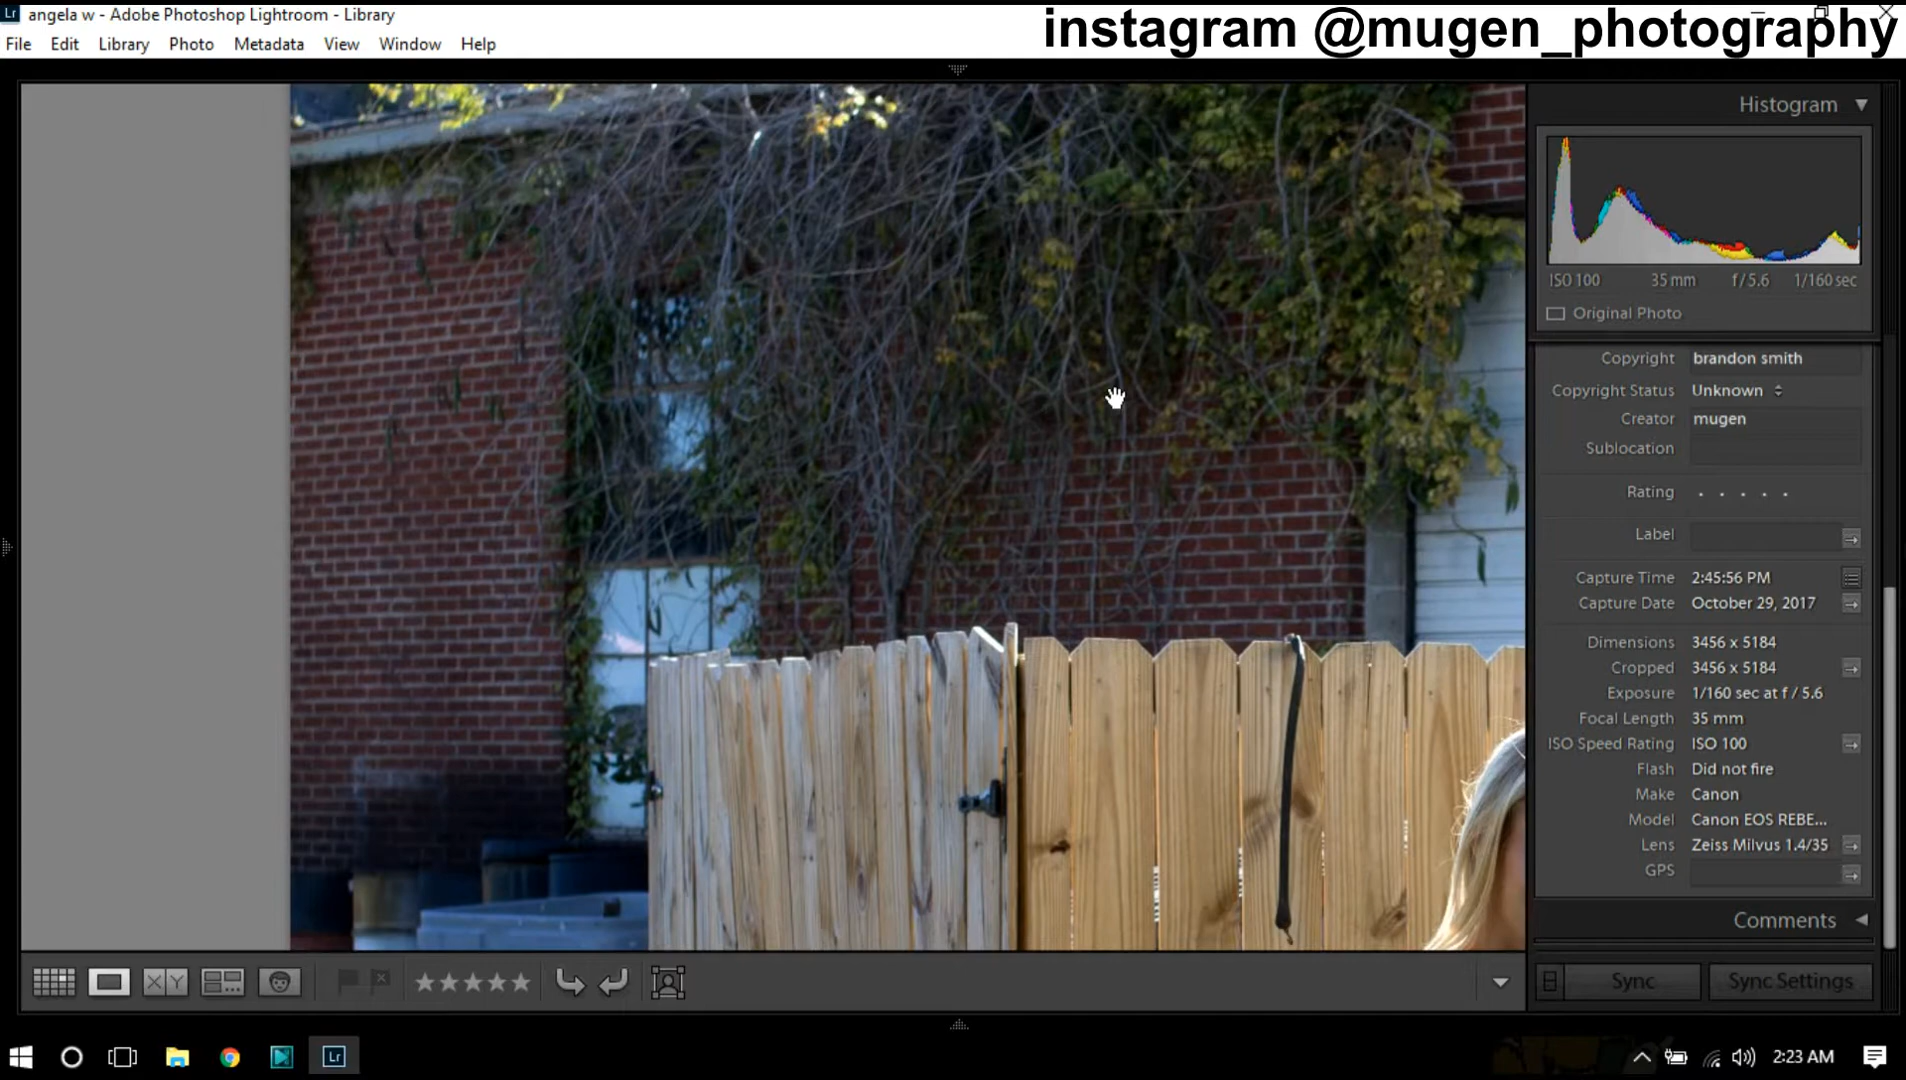 Lr angela w - Adobe Photoshop Lightroom - Library
instagram @mugen_photography
File Edit Library Photo Metadata View Window Help
Histogram
ISO 100 35 mm f / 5.6 1/160 sec
Original Photo
Copyright brandon smith
Copyright Status Unknown
Creator mugen
Sublocation
Rating
Label
Capture Time 2:45:56 PM
Capture Date October 29, 2017
Dimensions 3456 x 5184
Cropped 3456 x 5184
Exposure 1/160 sec at f / 5.6
Focal Length 35 mm
ISO Speed Rating ISO 100
Flash Did not fire
Make Canon
Model Canon EOS REBE...
Lens Zeiss Milvus 1.4/35
GPS
Comments
X Y
Sync Sync Settings
Lr 2:23 AM